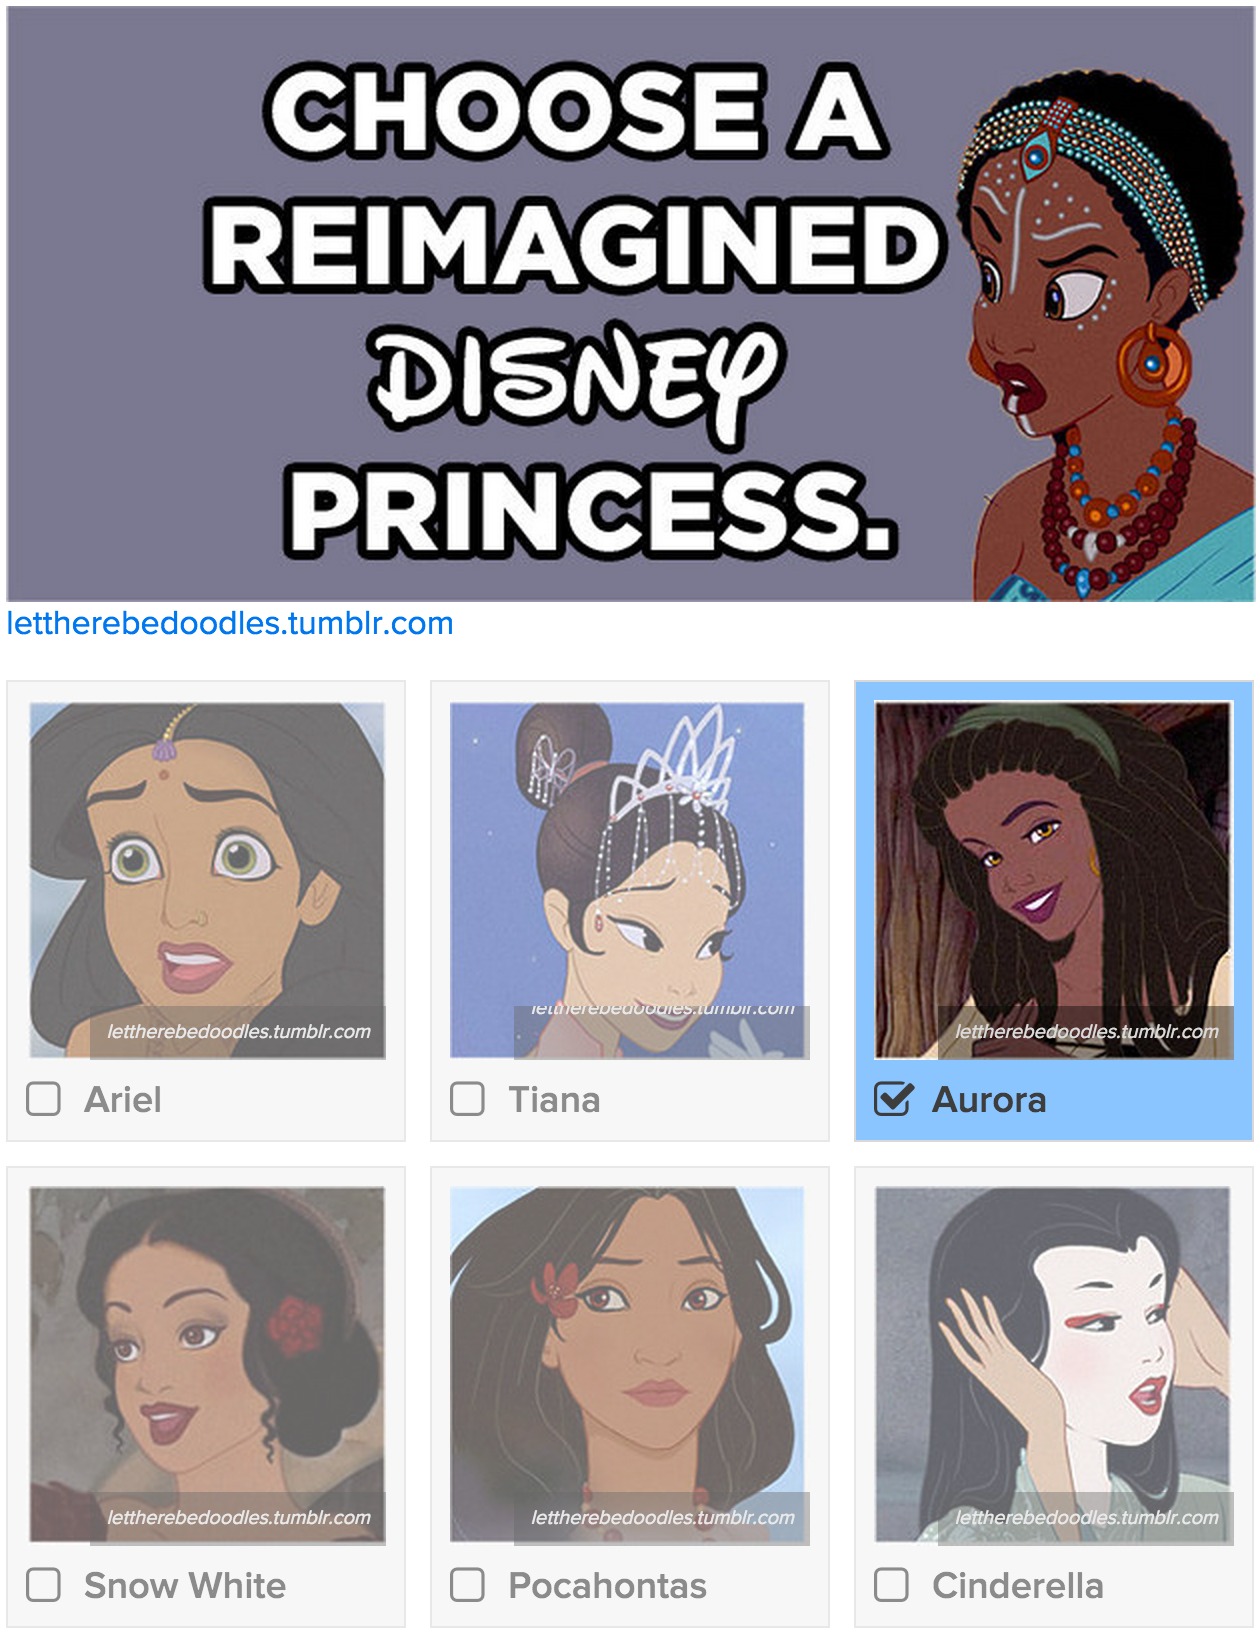 CHOOSE A
REIMAGINED
DISNEY
PRINCESS.
lettherebedoodles.tumblr.com
lettherebedoodles.tumblr.com
lettherebedoodles.tumblr.com
lettherebedoodles.tumblr.com
Ariel
Tiana
Aurora
lettherebedoodles.tumblr.com
lettherebedoodles.tumblr.com
lettherebedoodles.tumblr.com
Snow White
Pocahontas
Cinderella